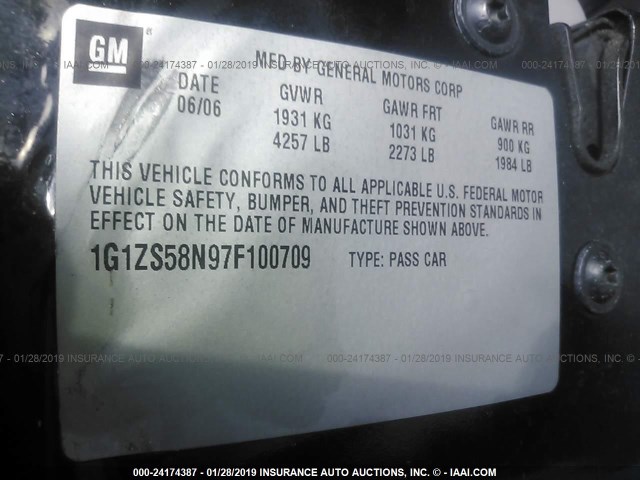 GM ®
MFD BY GENERAL MOTORS CORP
DATE GVWR GAWR FRT GAWR RR
06/06 1931 KG 1031 KG 900 KG
4257 LB 2273 LB 1984 LB
THIS VEHICLE CONFORMS TO ALL APPLICABLE U.S. FEDERAL MOTOR
VEHICLE SAFETY, BUMPER, AND THEFT PREVENTION STANDARDS IN
EFFECT ON THE DATE OF MANUFACTURE SHOWN ABOVE.
1G1ZS58N97F100709 TYPE: PASS CAR
000-24174387 - 01/28/2019 INSURANCE AUTO AUCTIONS, INC. - © IAAI.COM